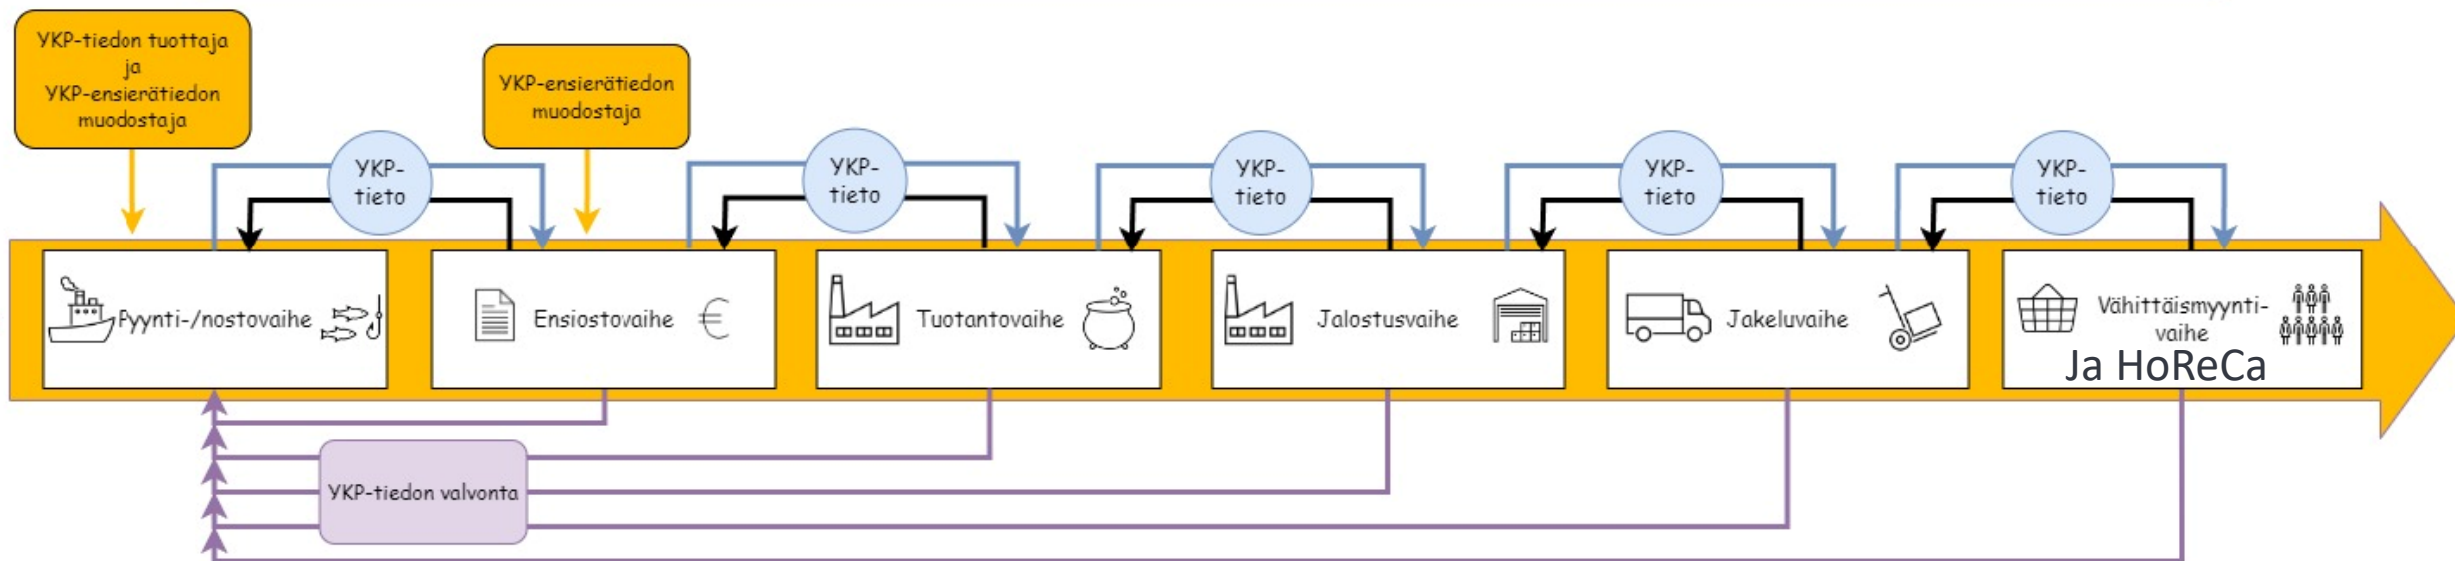 YKP-tiedon tuottaja
ja
YKP-ensierätiedon
muodostaja
YKP-ensierätiedon
muodostaja
YKP-
tieto
YKP-
tieto
YKP-
tieto
YKP-
tieto
YKP-
tieto
Pyynti-/nostovaihe
Ensiostovaihe
€
Tuotantovaihe
Jalostusvaihe
Jakeluvaihe
Vähittäismyynti-
vaihe
Ja HoReCa
YKP-tiedon valvonta